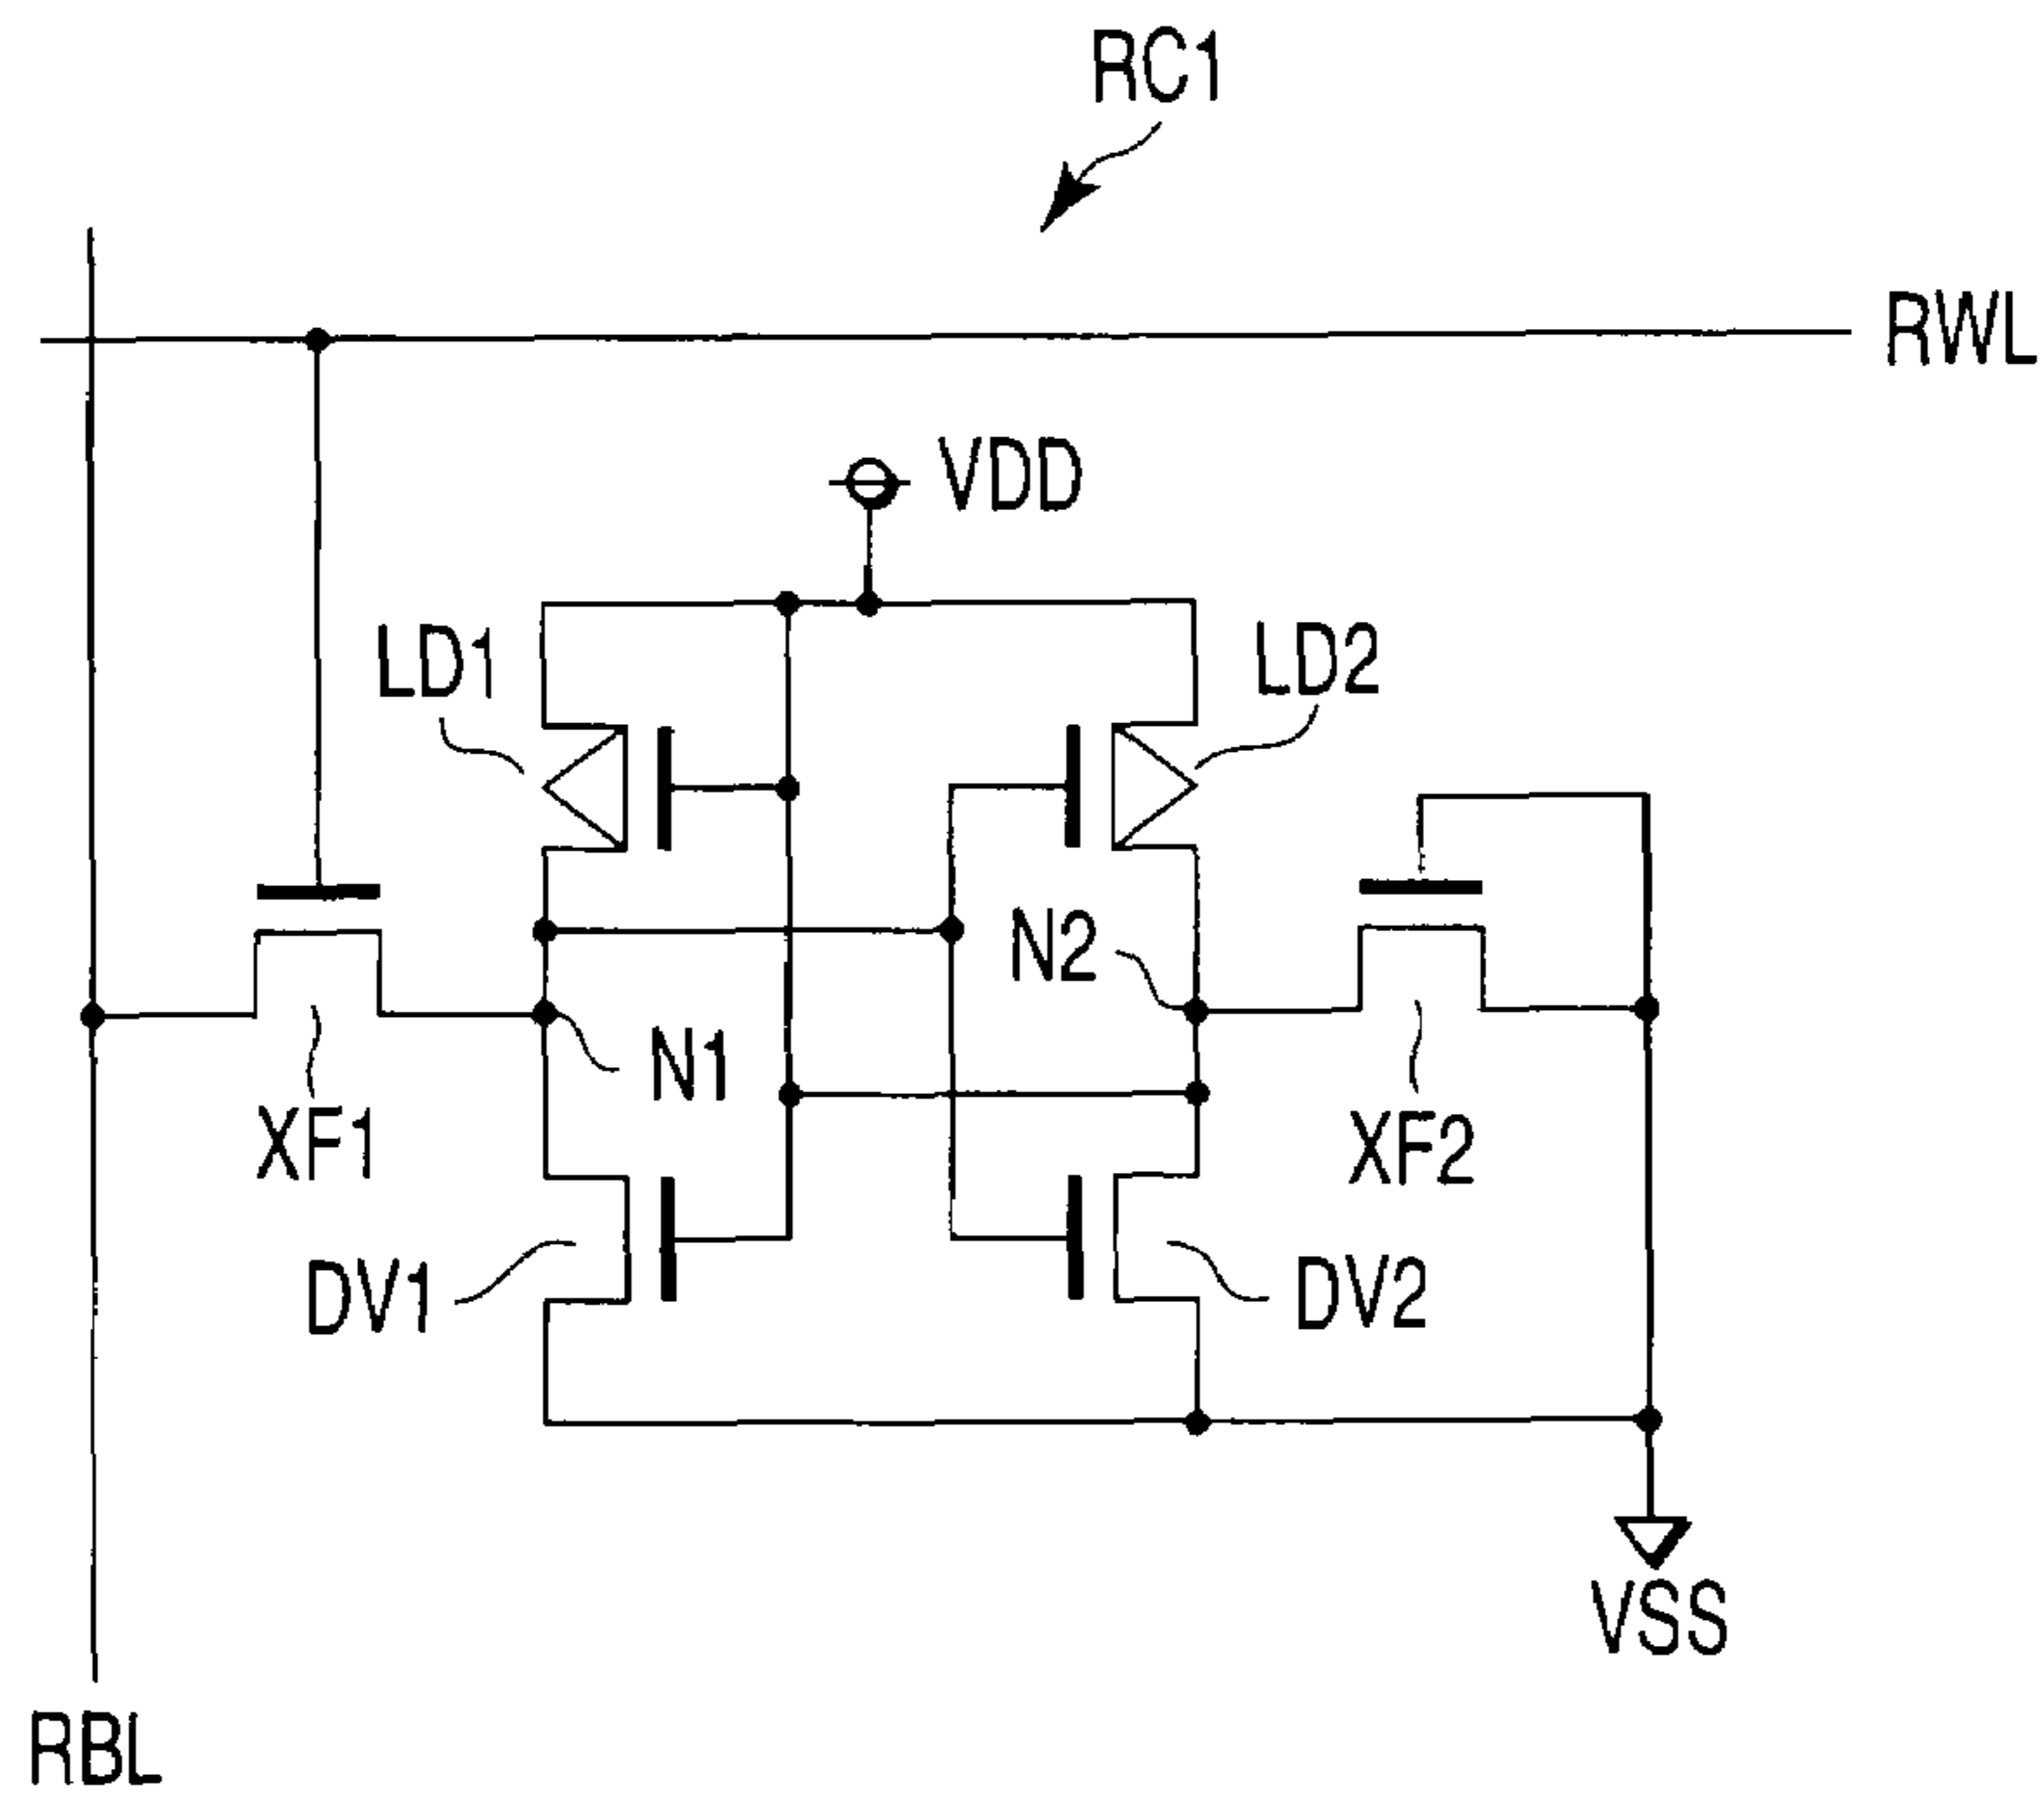 RC1
RWL
VDD
LD1
LD2
N2
N1
XF1
XF2
DV1
DV2
VSS
RBL